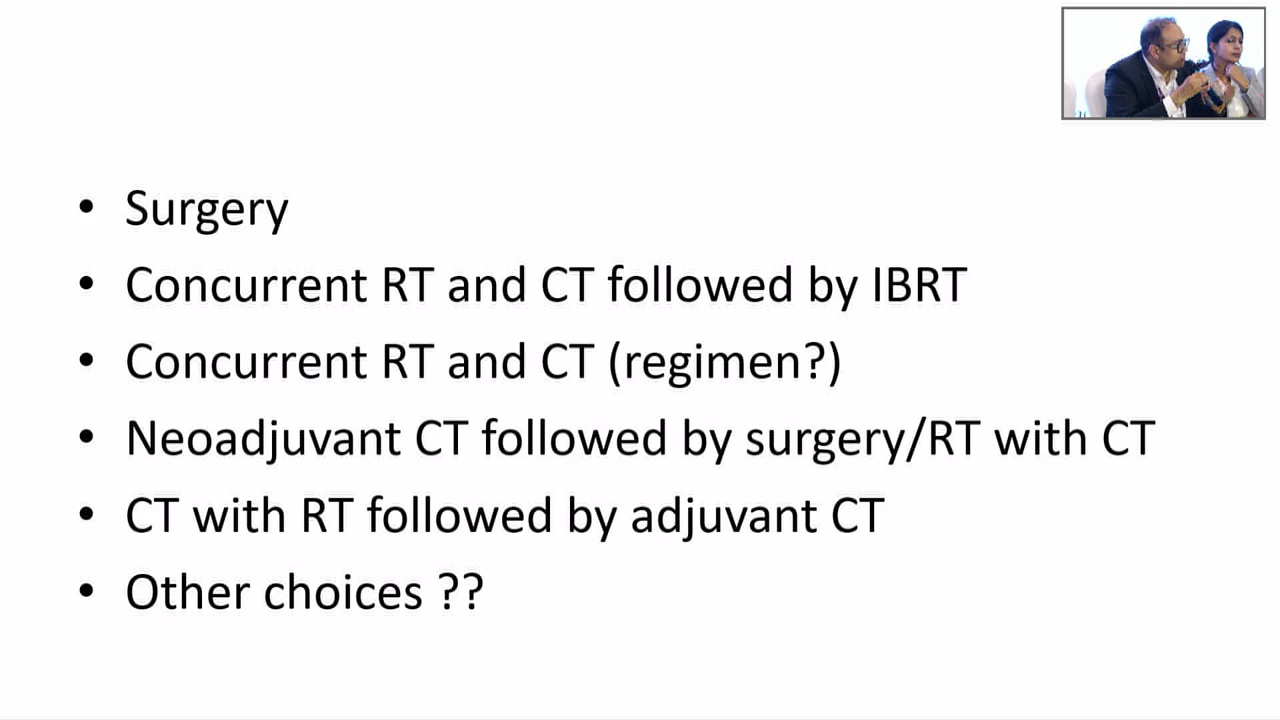 • Surgery
• Concurrent RT and CT followed by IBRT
• Concurrent RT and CT (regimen?)
• Neoadjuvant CT followed by surgery/RT with CT
• CT with RT followed by adjuvant CT
• Other choices ??